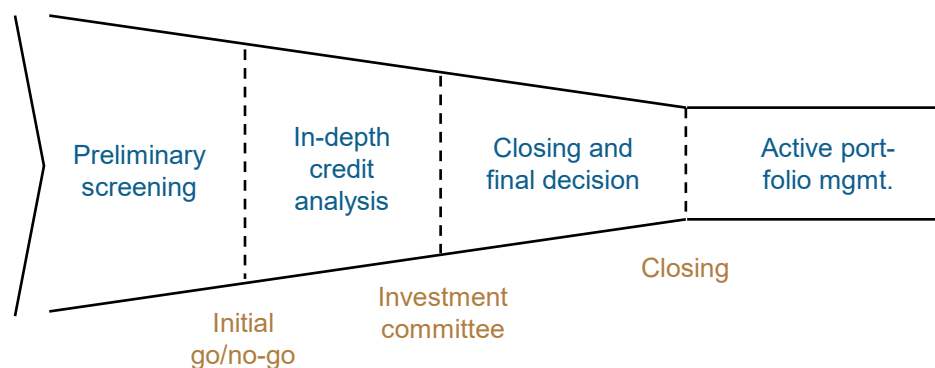 Preliminary
screening
In-depth
credit
analysis
Closing and
final decision
Active port-
folio mgmt.
Initial
go/no-go
Investment
committee
Closing